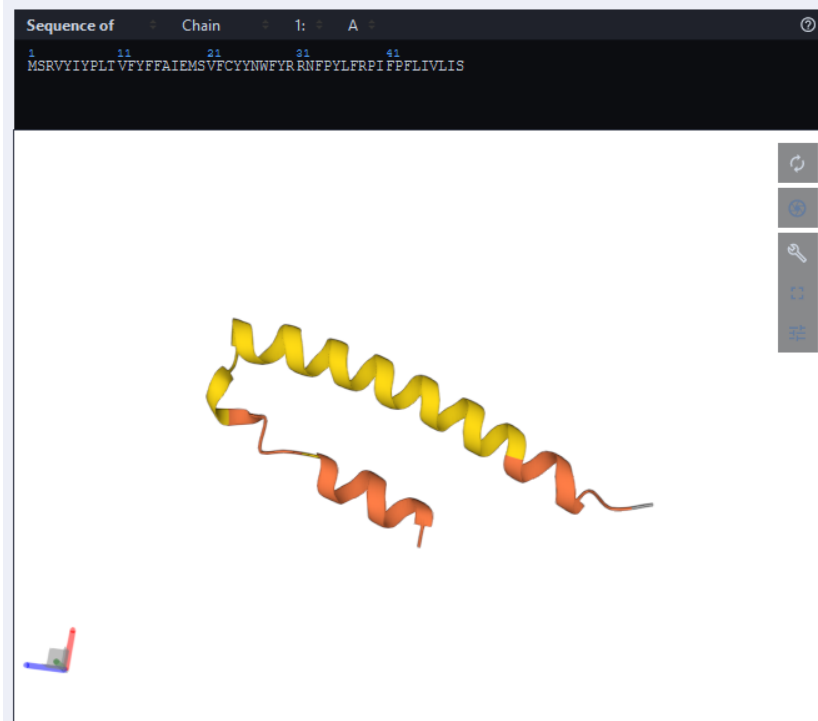 Sequence of Chain 1: A
1 11 21 31 41
MSRVYIYPLTVFYFFAIEMSVFCYYNWFYRRNFPYLFRPIFPFLIVLIS